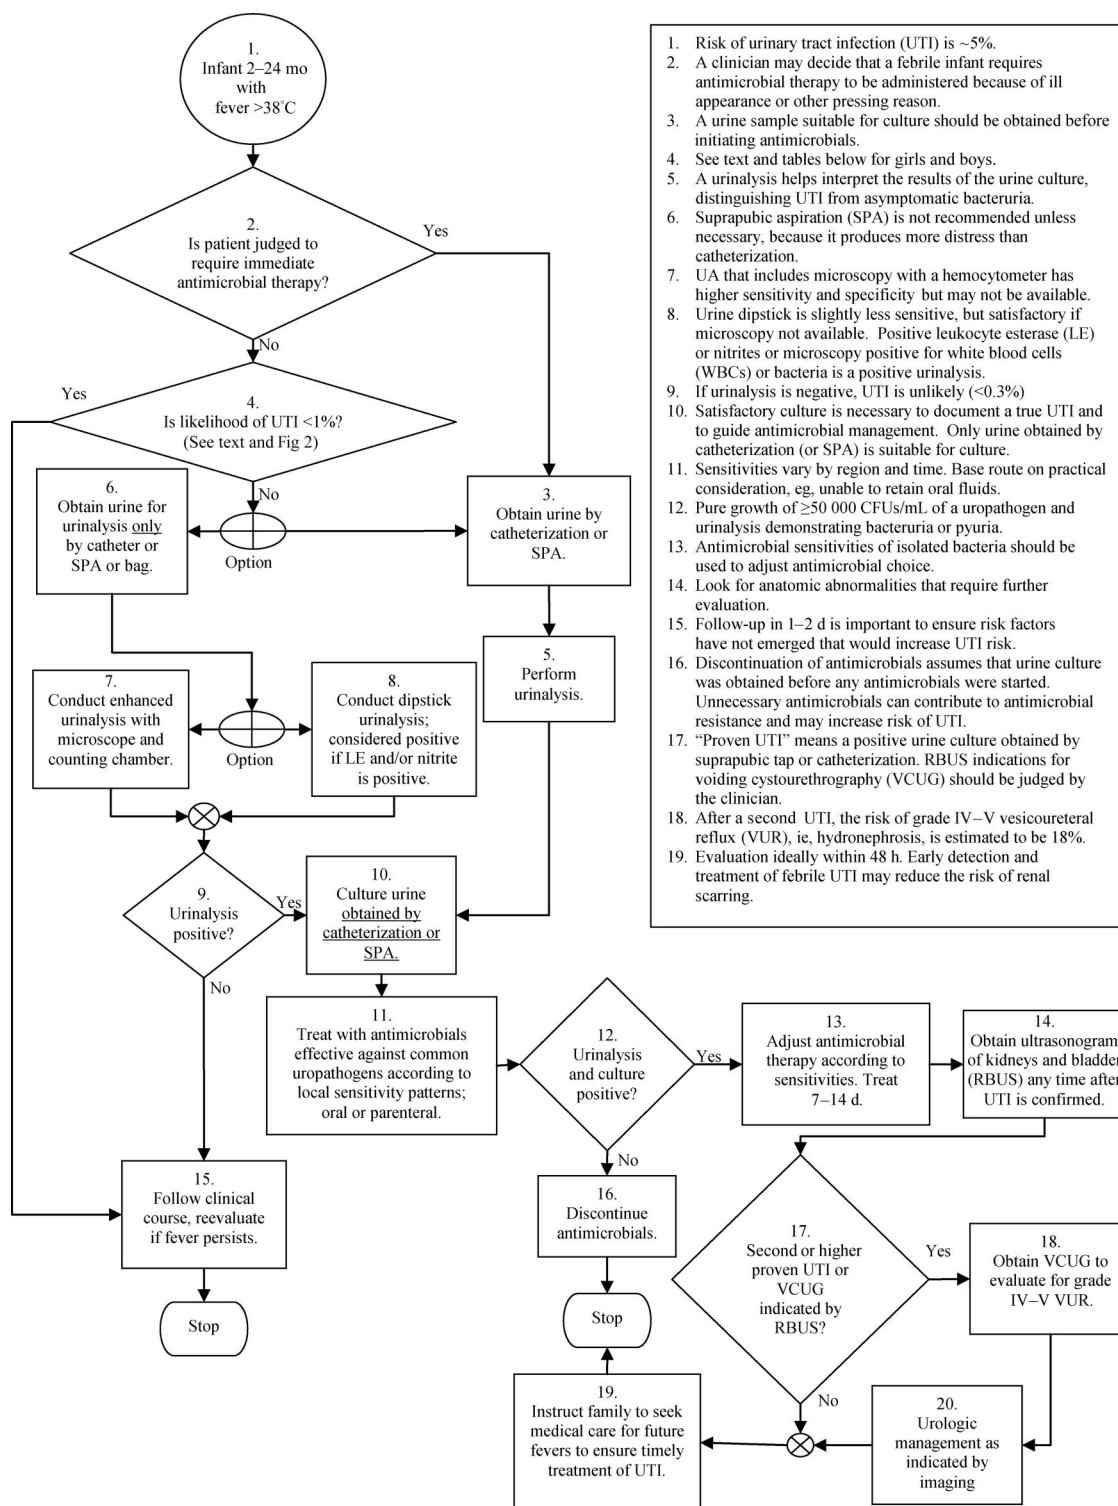 1.
Infant 2–24 mo
with
fever >38°C
2.
Is patient judged to
require immediate
antimicrobial therapy?
Yes
No
Yes
4.
Is likelihood of UTI <1%?
(See text and Fig 2)
No
6.
Obtain urine for
urinalysis only
by catheter or
SPA or bag.
Option
3.
Obtain urine by
catheterization or
SPA.
5.
Perform
urinalysis.
7.
Conduct enhanced
urinalysis with
microscope and
counting chamber.
Option
8.
Conduct dipstick
urinalysis;
considered positive
if LE and/or nitrite
is positive.
9.
Urinalysis
positive?
Yes
No
10.
Culture urine
obtained by
catheterization or
SPA.
11.
Treat with antimicrobials
effective against common
uropathogens according to
local sensitivity patterns;
oral or parenteral.
12.
Urinalysis
and culture
positive?
Yes
No
13.
Adjust antimicrobial
therapy according to
sensitivities. Treat
7–14 d.
14.
Obtain ultrasonogram
of kidneys and bladder
(RBUS) any time after
UTI is confirmed.
15.
Follow clinical
course, reevaluate
if fever persists.
Stop
16.
Discontinue
antimicrobials.
Stop
17.
Second or higher
proven UTI or
VCUG
indicated by
RBUS?
Yes
No
18.
Obtain VCUG to
evaluate for grade
IV–V VUR.
19.
Instruct family to seek
medical care for future
fevers to ensure timely
treatment of UTI.
20.
Urologic
management as
indicated by
imaging
1. Risk of urinary tract infection (UTI) is ~5%.
2. A clinician may decide that a febrile infant requires
antimicrobial therapy to be administered because of ill
appearance or other pressing reason.
3. A urine sample suitable for culture should be obtained before
initiating antimicrobials.
4. See text and tables below for girls and boys.
5. A urinalysis helps interpret the results of the urine culture,
distinguishing UTI from asymptomatic bacteruria.
6. Suprapubic aspiration (SPA) is not recommended unless
necessary, because it produces more distress than
catheterization.
7. UA that includes microscopy with a hemocytometer has
higher sensitivity and specificity but may not be available.
8. Urine dipstick is slightly less sensitive, but satisfactory if
microscopy not available. Positive leukocyte esterase (LE)
or nitrites or microscopy positive for white blood cells
(WBCs) or bacteria is a positive urinalysis.
9. If urinalysis is negative, UTI is unlikely (<0.3%)
10. Satisfactory culture is necessary to document a true UTI and
to guide antimicrobial management. Only urine obtained by
catheterization (or SPA) is suitable for culture.
11. Sensitivities vary by region and time. Base route on practical
consideration, eg, unable to retain oral fluids.
12. Pure growth of ≥50 000 CFUs/mL of a uropathogen and
urinalysis demonstrating bacteruria or pyuria.
13. Antimicrobial sensitivities of isolated bacteria should be
used to adjust antimicrobial choice.
14. Look for anatomic abnormalities that require further
evaluation.
15. Follow-up in 1–2 d is important to ensure risk factors
have not emerged that would increase UTI risk.
16. Discontinuation of antimicrobials assumes that urine culture
was obtained before any antimicrobials were started.
Unnecessary antimicrobials can contribute to antimicrobial
resistance and may increase risk of UTI.
17. “Proven UTI” means a positive urine culture obtained by
suprapubic tap or catheterization. RBUS indications for
voiding cystourethrography (VCUG) should be judged by
the clinician.
18. After a second UTI, the risk of grade IV–V vesicoureteral
reflux (VUR), ie, hydronephrosis, is estimated to be 18%.
19. Evaluation ideally within 48 h. Early detection and
treatment of febrile UTI may reduce the risk of renal
scarring.